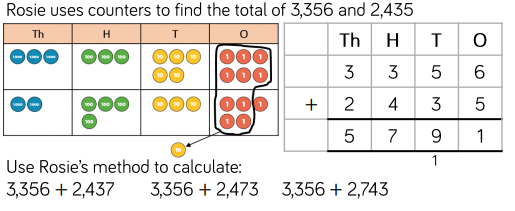 Rosie uses counters to find the total of 3,356 and 2,435
Th H T O
1000 1000 1000 100 100 100 10 10 10 1 1 1
10 10 1 1 1
1000 1000 100 100 100 10 10 10 1 1 1
100 1 1
10
Th H T O
3 3 5 6
+ 2 4 3 5
5 7 9 1
1
Use Rosie's method to calculate:
3,356 + 2,437 3,356 + 2,473 3,356 + 2,743